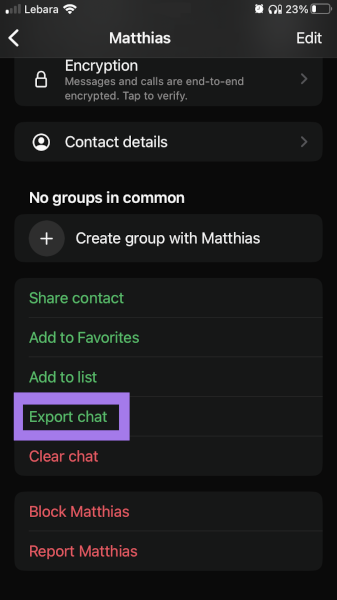 Lebara 23%
Matthias Edit
Encryption
Messages and calls are end-to-end
encrypted. Tap to verify.
Contact details
No groups in common
Create group with Matthias
Share contact
Add to Favorites
Add to list
Export chat
Clear chat
Block Matthias
Report Matthias